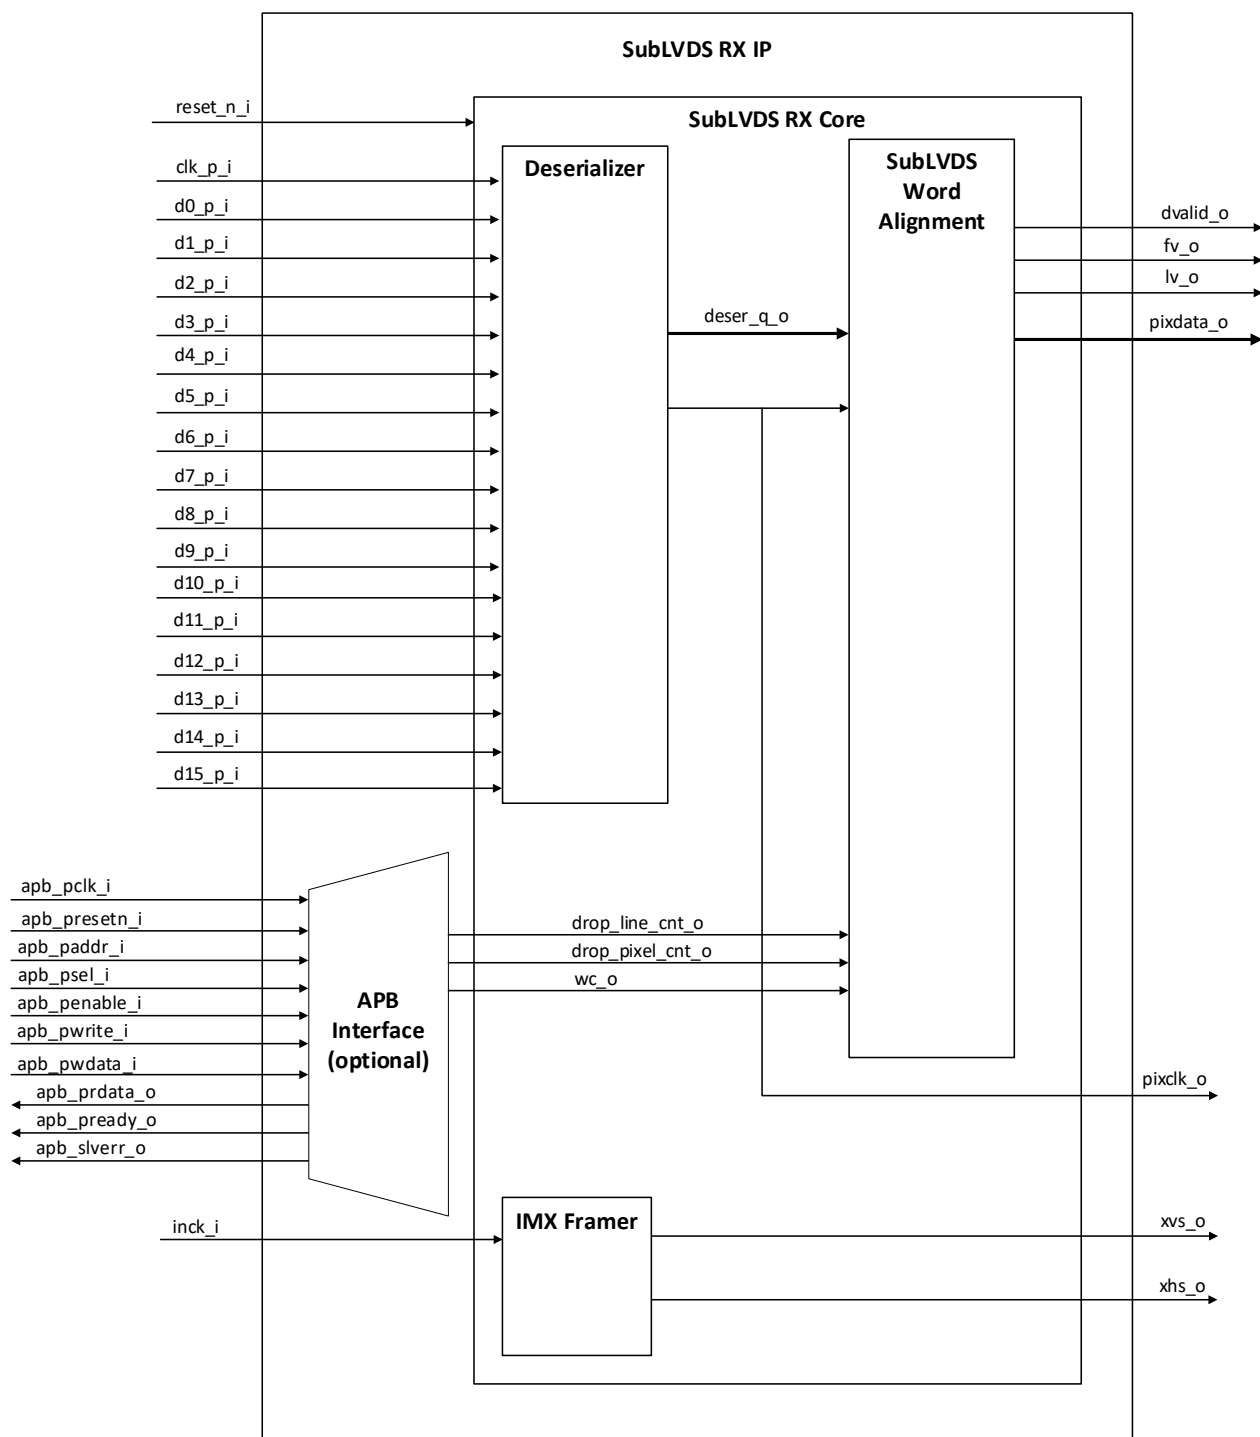 SubLVDS RX IP
reset_n_i
SubLVDS RX Core
clk_p_i
d0_p_i
d1_p_i
d2_p_i
d3_p_i
d4_p_i
d5_p_i
d6_p_i
d7_p_i
d8_p_i
d9_p_i
d10_p_i
d11_p_i
d12_p_i
d13_p_i
d14_p_i
d15_p_i
Deserializer
deser_q_o
SubLVDS
Word
Alignment
dvalid_o
fv_o
lv_o
pixdata_o
apb_pclk_i
apb_presetn_i
apb_paddr_i
apb_psel_i
apb_penable_i
apb_pwrite_i
apb_pwdata_i
apb_prdata_o
apb_pready_o
apb_slverr_o
APB
Interface
(optional)
drop_line_cnt_o
drop_pixel_cnt_o
wc_o
pixclk_o
inck_i
IMX Framer
xvs_o
xhs_o